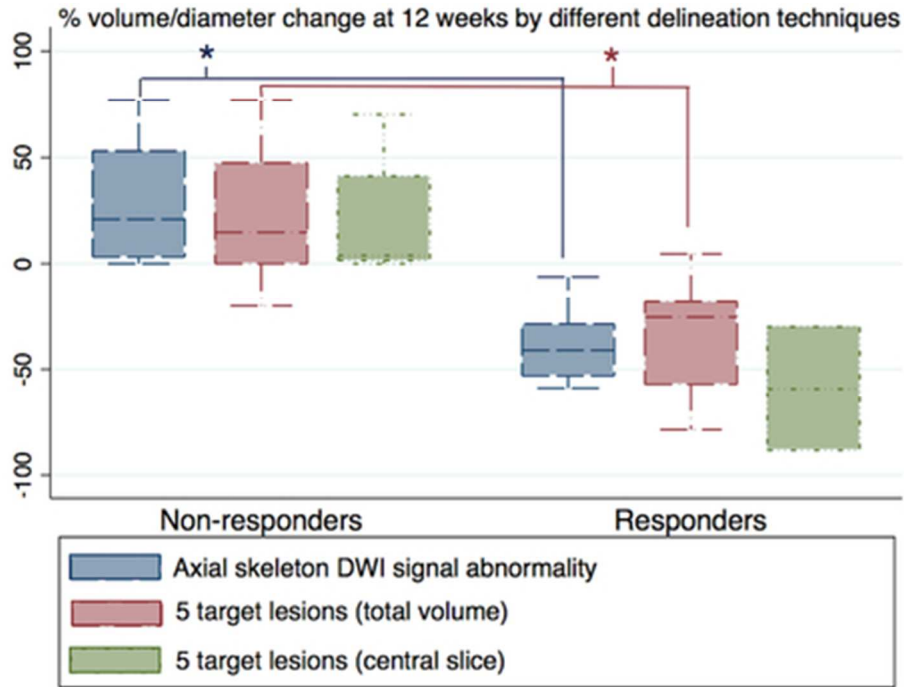 % volume/diameter change at 12 weeks by different delineation techniques
100
50
0
-50
-100
*
*
Non-responders
Responders
Axial skeleton DWI signal abnormality
5 target lesions (total volume)
5 target lesions (central slice)